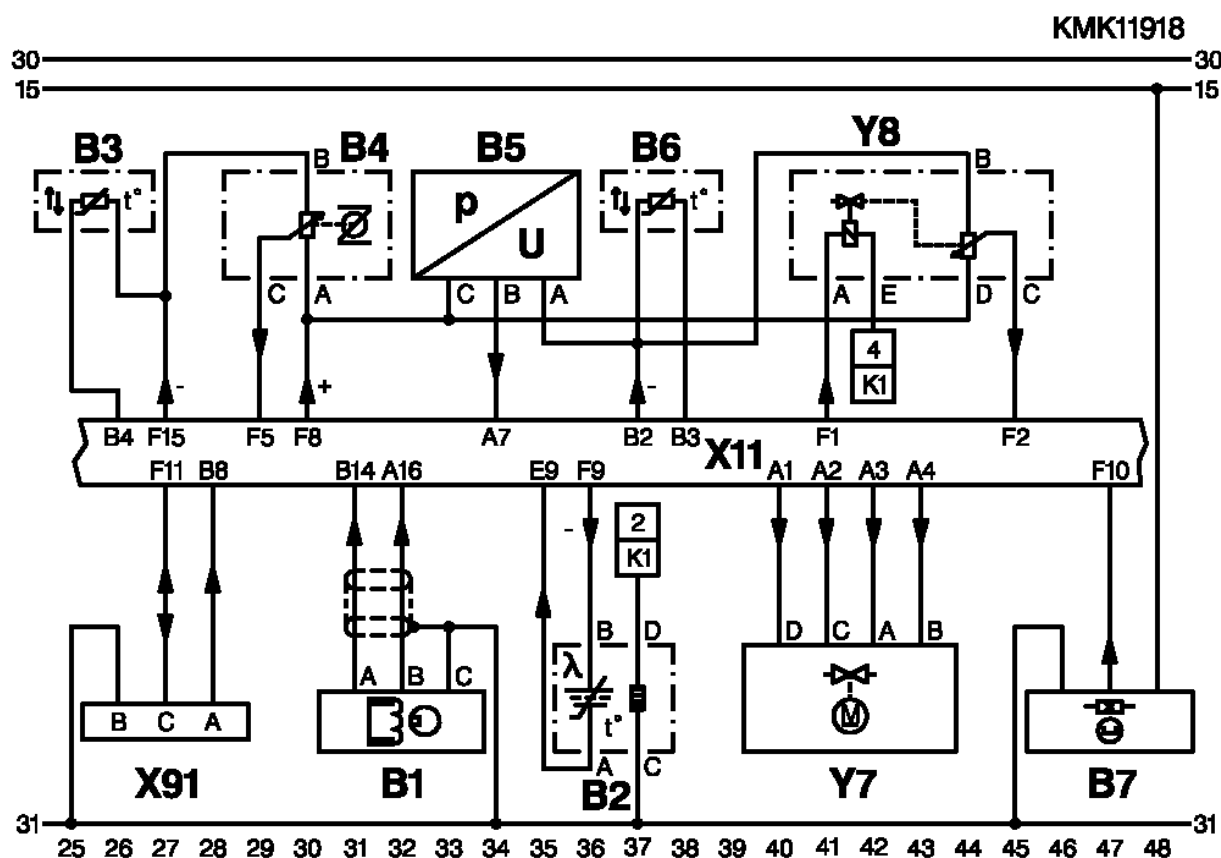 KMK11918
30 30
15 15
B3 B4 B5 B6 Y8
B B
t° p U t°
C A C B A A E D C
4
K1
- + -
B4 F15 F5 F8 A7 B2 B3 F1 F2
X11
F11 B8 B14 A16 E9 F9 A1 A2 A3 A4 F10
- 2
K1
B D D C A B
A B C λ
t° M
B C A
A C
X91 B1 B2 Y7 B7
31 31
25 26 27 28 29 30 31 32 33 34 35 36 37 38 39 40 41 42 43 44 45 46 47 48